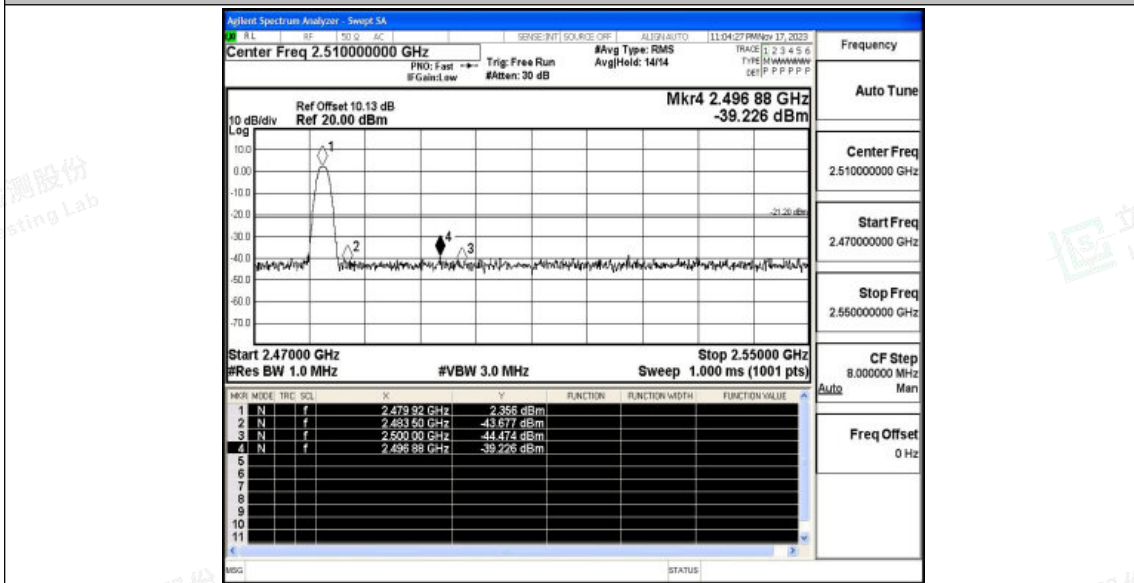 Agilent Spectrum Analyzer - Swept SA
RL RF 50 Ω AC SENSE:INT SOURCE OFF ALIGNAUTO 11:04:27 PMNov 17, 2023
Center Freq 2.510000000 GHz
PNO: Fast
IFGain:Low
Trig: Free Run
#Atten: 30 dB
#Avg Type: RMS
Avg|Hold: 14/14
TRACE 1 2 3 4 5 6
TYPE M W W W W W
DET P P P P P P
Frequency
Auto Tune
Center Freq
2.510000000 GHz
Start Freq
2.470000000 GHz
Stop Freq
2.550000000 GHz
CF Step
8.000000 MHz
Auto Man
Freq Offset
0 Hz
Mkr4 2.496 88 GHz
-39.226 dBm
Ref Offset 10.13 dB
10 dB/div Ref 20.00 dBm
Log
10.0
0.00
-10.0
-20.0
-30.0
-40.0
-50.0
-60.0
-70.0
1
2
4
3
-21.20 dBm
Start 2.47000 GHz Stop 2.55000 GHz
#Res BW 1.0 MHz #VBW 3.0 MHz Sweep 1.000 ms (1001 pts)
MKR MODE TRC SCL X Y FUNCTION FUNCTION WIDTH FUNCTION VALUE
1 N f 2.479 92 GHz 2.356 dBm
2 N f 2.483 50 GHz -43.677 dBm
3 N f 2.500 00 GHz -44.474 dBm
4 N f 2.496 88 GHz -39.226 dBm
5
6
7
8
9
10
11
MSG STATUS
测股份
sting Lab
立